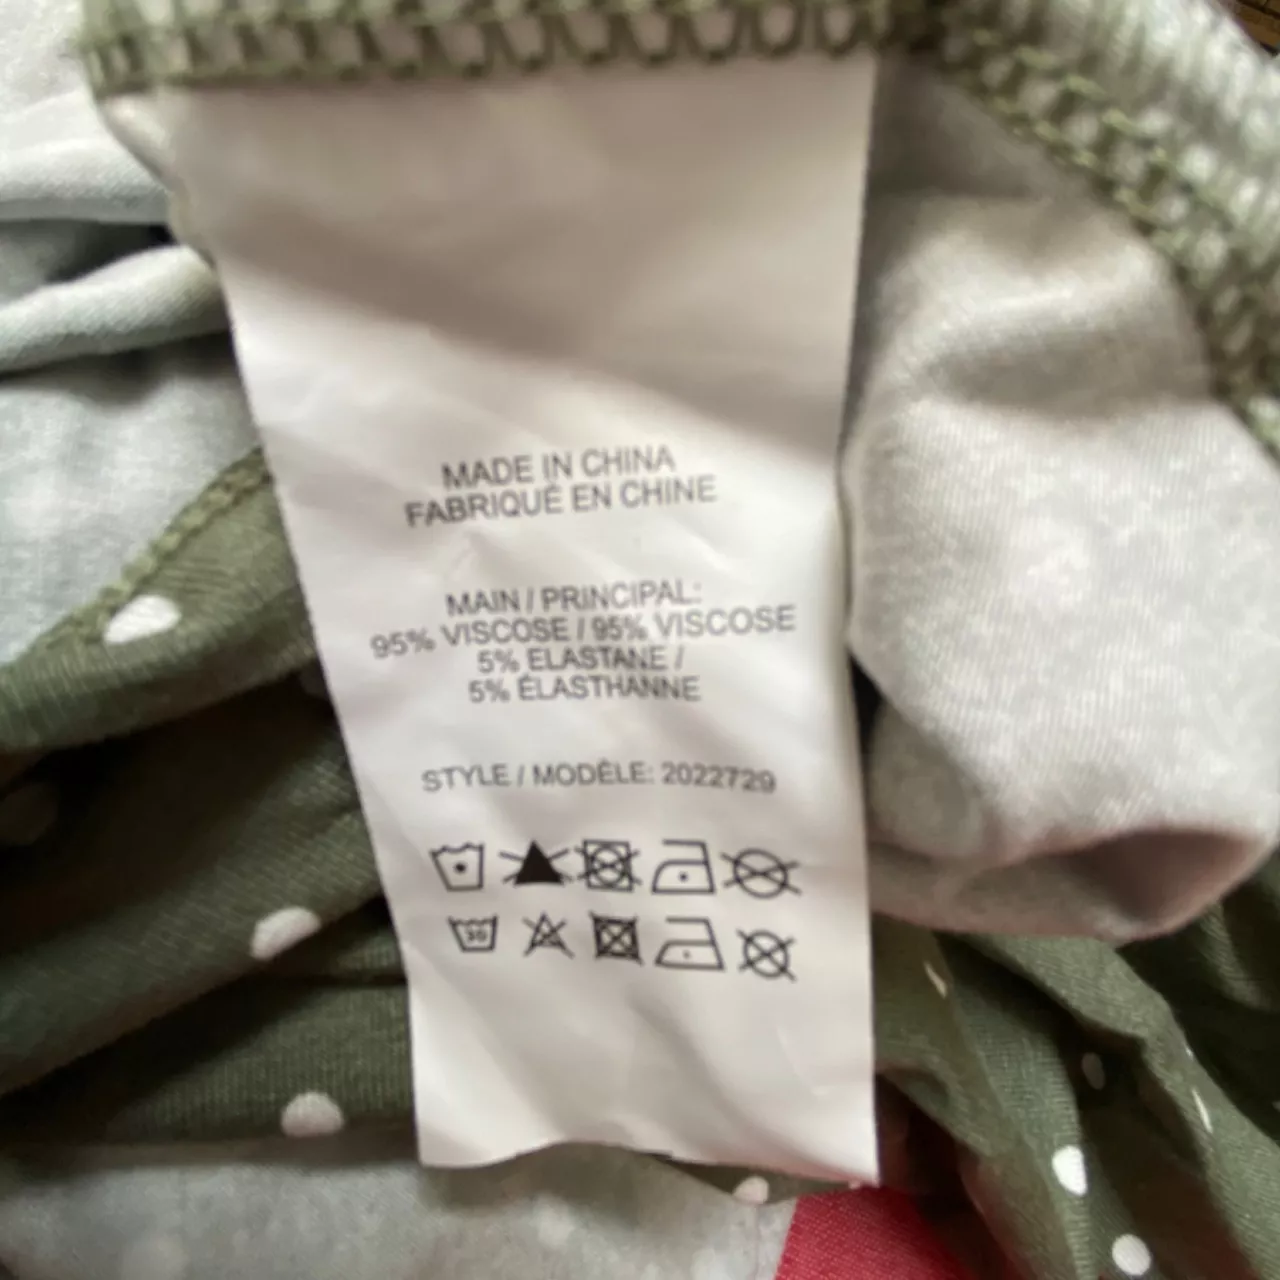 MADE IN CHINA
FABRIQUÉ EN CHINE
MAIN / PRINCIPAL:
95% VISCOSE / 95% VISCOSE
5% ELASTANE /
5% ÉLASTHANNE
STYLE / MODÈLE: 2022729
30